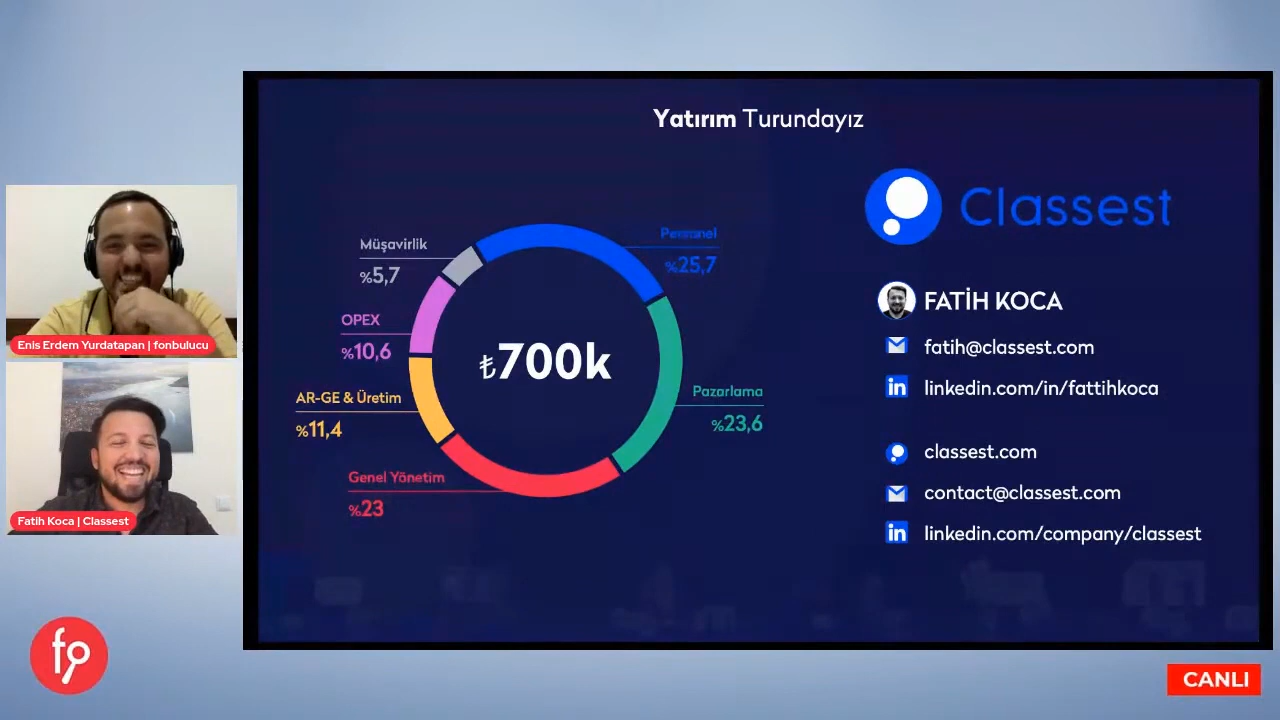 Yatırım Turundayız
Müşavirlik
%5,7
Personel
%25,7
OPEX
%10,6
₺700k
AR-GE & Üretim
%11,4
Pazarlama
%23,6
Genel Yönetim
%23
Classest
FATİH KOCA
fatih@classest.com
linkedin.com/in/fattihkoca
classest.com
contact@classest.com
linkedin.com/company/classest
Enis Erdem Yurdatapan | fonbulucu
Fatih Koca | Classest
fp
CANLI